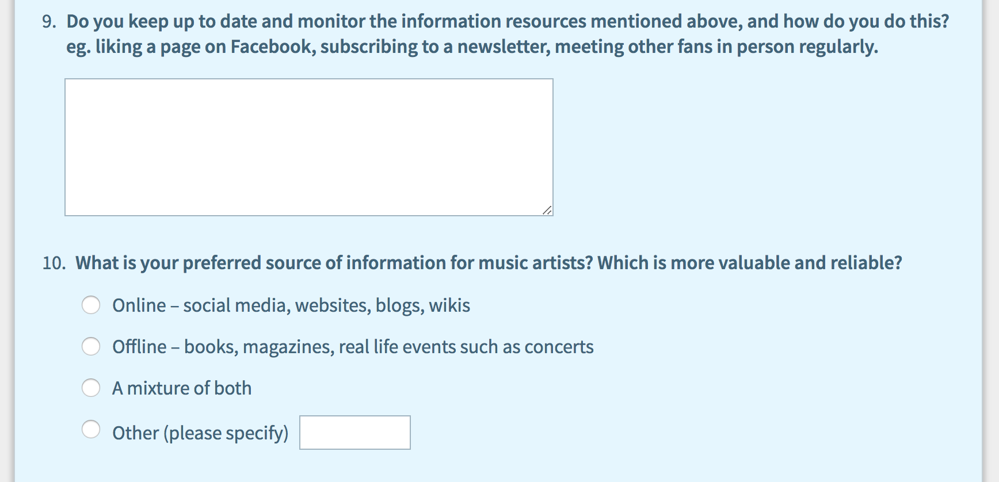 9. Do you keep up to date and monitor the information resources mentioned above, and how do you do this?
eg. liking a page on Facebook, subscribing to a newsletter, meeting other fans in person regularly.
10. What is your preferred source of information for music artists? Which is more valuable and reliable?
Online – social media, websites, blogs, wikis
Offline – books, magazines, real life events such as concerts
A mixture of both
Other (please specify)